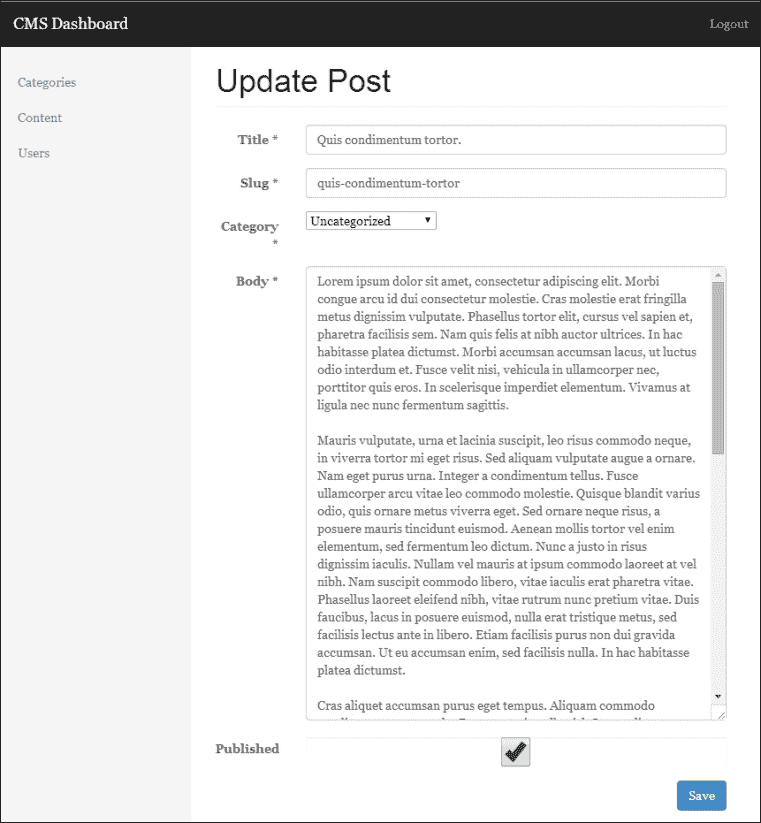 CMS Dashboard
Logout
Categories
Content
Users
Update Post
Title *
Quis condimentum tortor.
Slug *
quis-condimentum-tortor
Category
*
Uncategorized
Body *
Lorem ipsum dolor sit amet, consectetur adipiscing elit. Morbi
congue arcu id dui consectetur molestie. Cras molestie erat fringilla
metus dignissim vulputate. Phasellus tortor elit, cursus vel sapien et,
pharetra facilisis sem. Nam quis felis at nibh auctor ultrices. In hac
habitasse platea dictumst. Morbi accumsan accumsan lacus, ut luctus
odio interdum et. Fusce velit nisi, vehicula in ullamcorper nec,
porttitor quis eros. In scelerisque imperdiet elementum. Vivamus at
ligula nec nunc fermentum sagittis.
Mauris vulputate, urna et lacinia suscipit, leo risus commodo neque,
in viverra tortor mi eget risus. Sed aliquam vulputate augue a ornare.
Nam eget purus urna. Integer a condimentum tellus. Fusce
ullamcorper arcu vitae leo commodo molestie. Quisque blandit varius
odio, quis ornare metus viverra eget. Sed ornare neque risus, a
posuere mauris tincidunt euismod. Aenean mollis tortor vel enim
elementum, sed fermentum leo dictum. Nunc a justo in risus
dignissim iaculis. Nullam vel mauris at ipsum commodo laoreet at vel
nibh. Nam suscipit commodo libero, vitae iaculis erat pharetra vitae.
Phasellus laoreet eleifend nibh, vitae rutrum nunc pretium vitae. Duis
faucibus, lacus in posuere euismod, nulla erat tristique metus, sed
facilisis lectus ante in libero. Etiam facilisis purus non dui gravida
accumsan. Ut eu accumsan enim, sed facilisis nulla. In hac habitasse
platea dictumst.
Cras aliquet accumsan purus eget tempus. Aliquam commodo
Published
Save